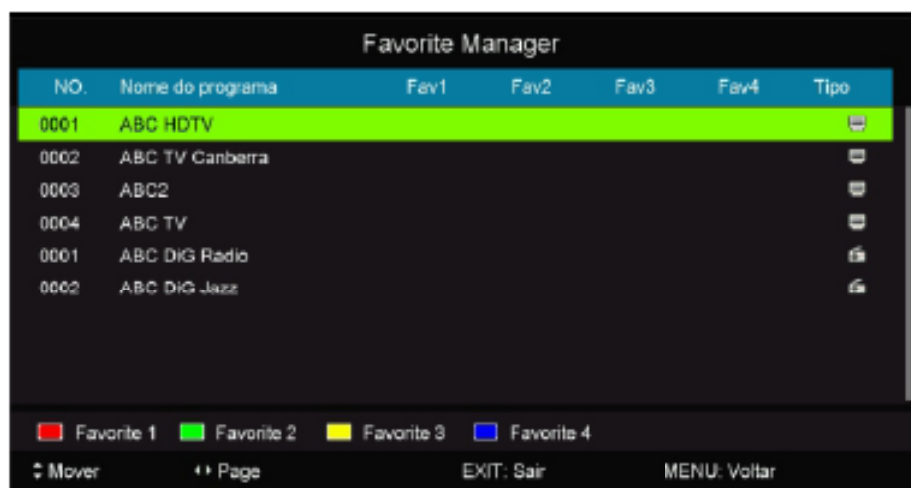 Favorite Manager
NO. Nome do programa Fav1 Fav2 Fav3 Fav4 Tipo
0001 ABC HDTV
0002 ABC TV Canberra
0003 ABC2
0004 ABC TV
0001 ABC DiG Radio
0002 ABC DiG Jazz
Favorite 1 Favorite 2 Favorite 3 Favorite 4
Mover Page EXIT: Sair MENU: Voltar